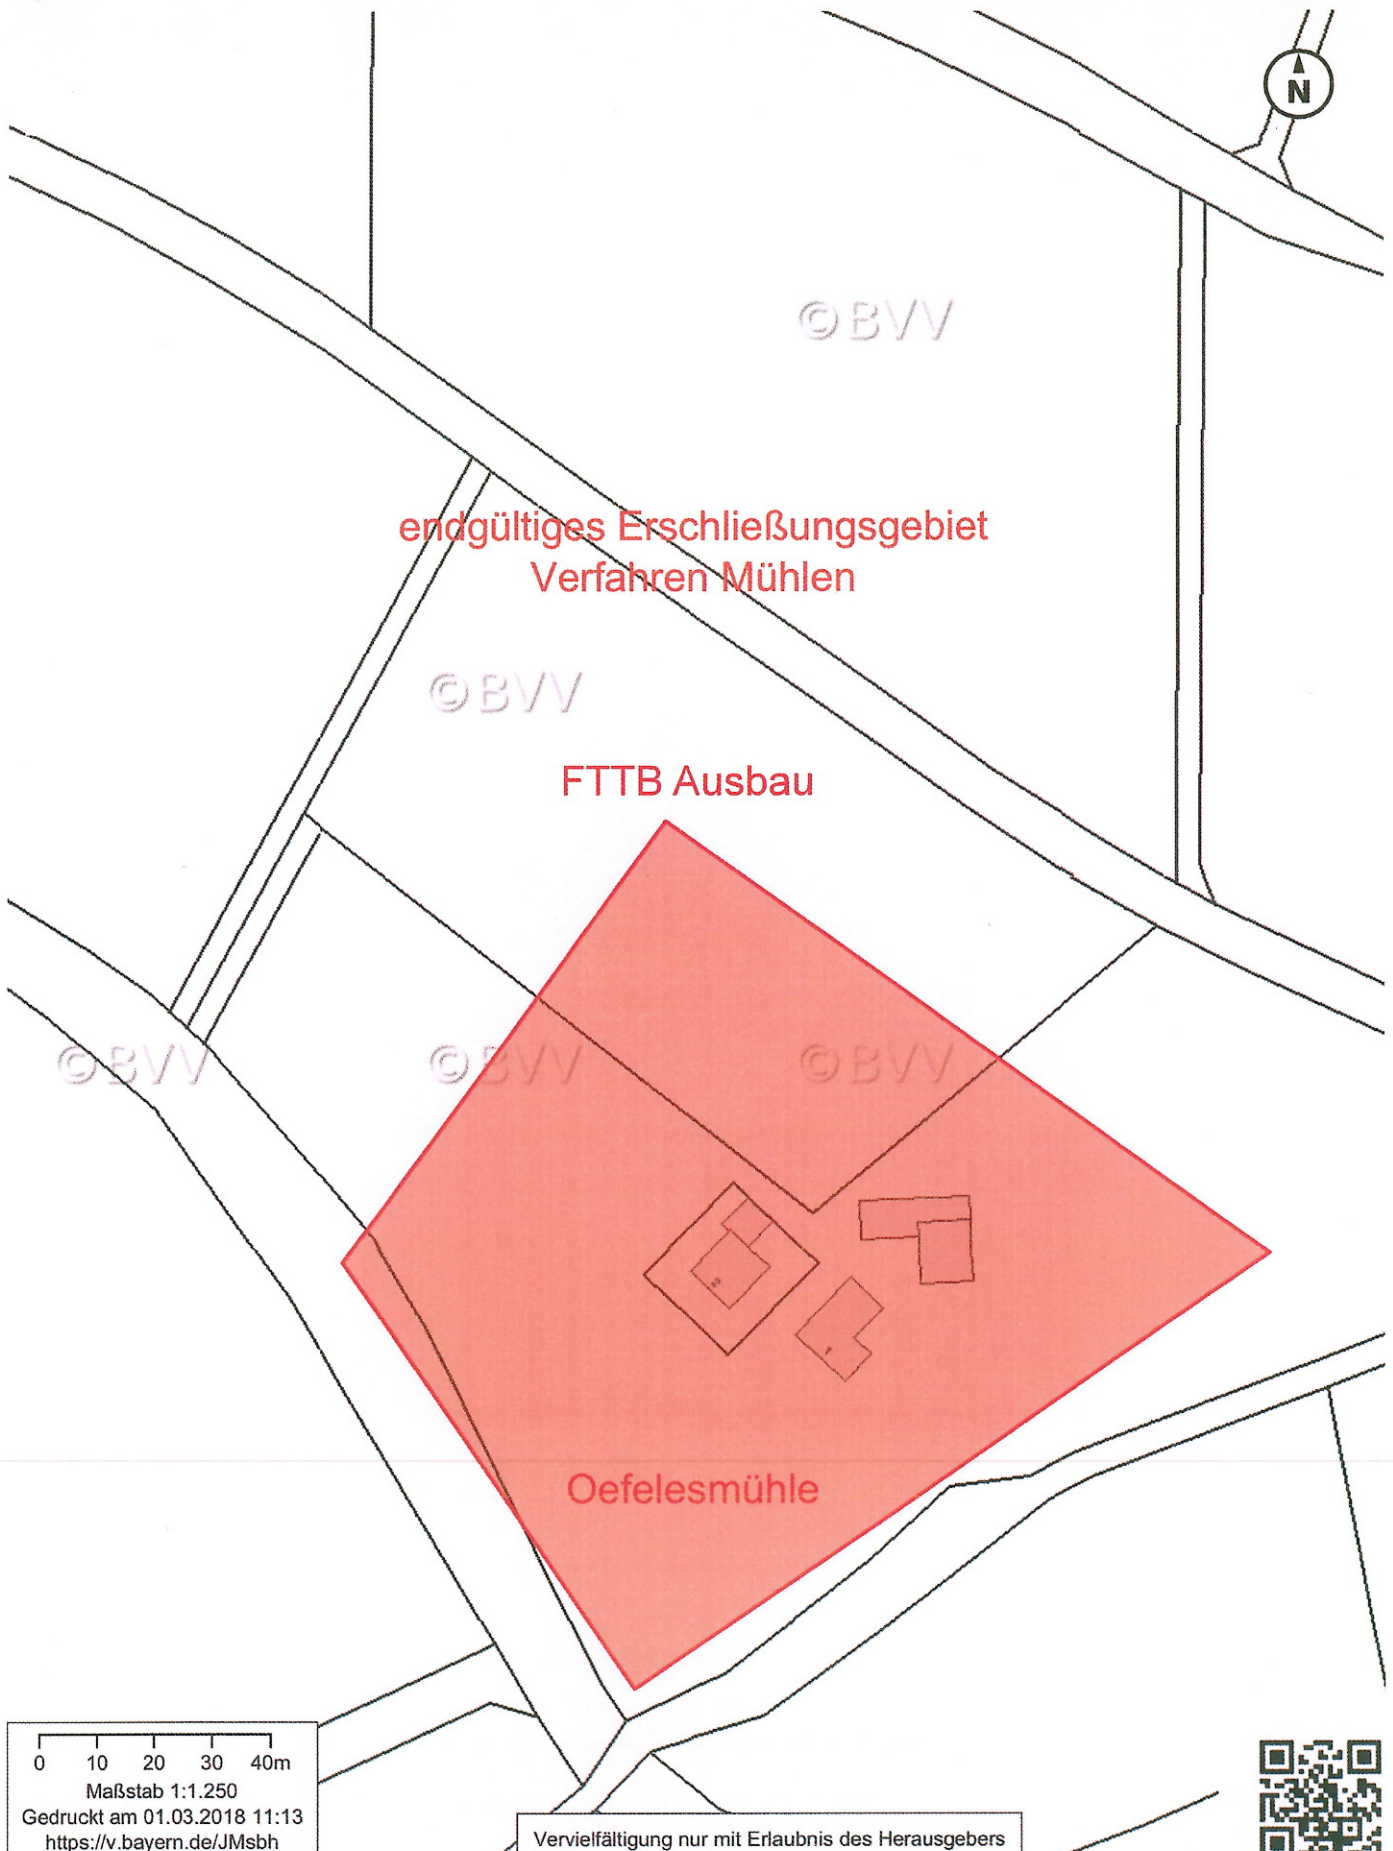 N
©BVV
endgültiges Erschließungsgebiet
Verfahren Mühlen
©BVV
FTTB Ausbau
©BVV
©BVV
©BVV
Oefelesmühle
0 10 20 30 40m
Maßstab 1:1.250
Gedruckt am 01.03.2018 11:13
https://v.bayern.de/JMsbh
Vervielfältigung nur mit Erlaubnis des Herausgebers